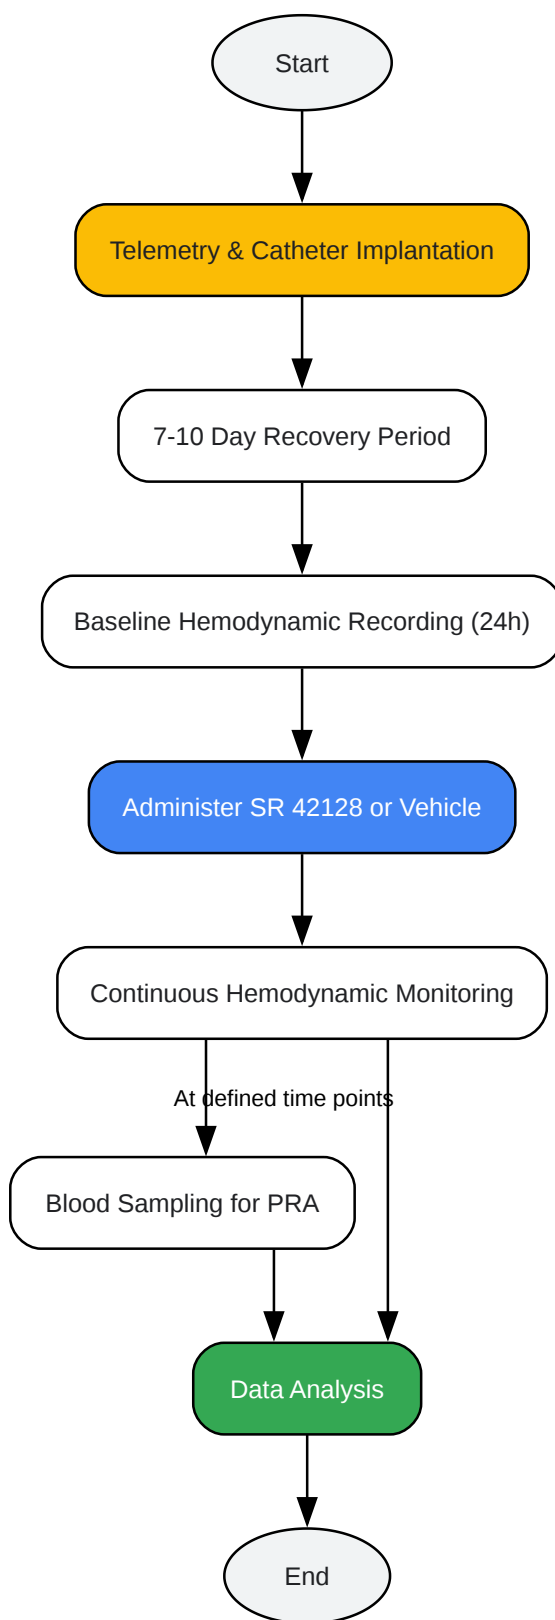 Start
Telemetry & Catheter Implantation
7-10 Day Recovery Period
Baseline Hemodynamic Recording (24h)
Administer SR 42128 or Vehicle
Continuous Hemodynamic Monitoring
At defined time points
Blood Sampling for PRA
Data Analysis
End